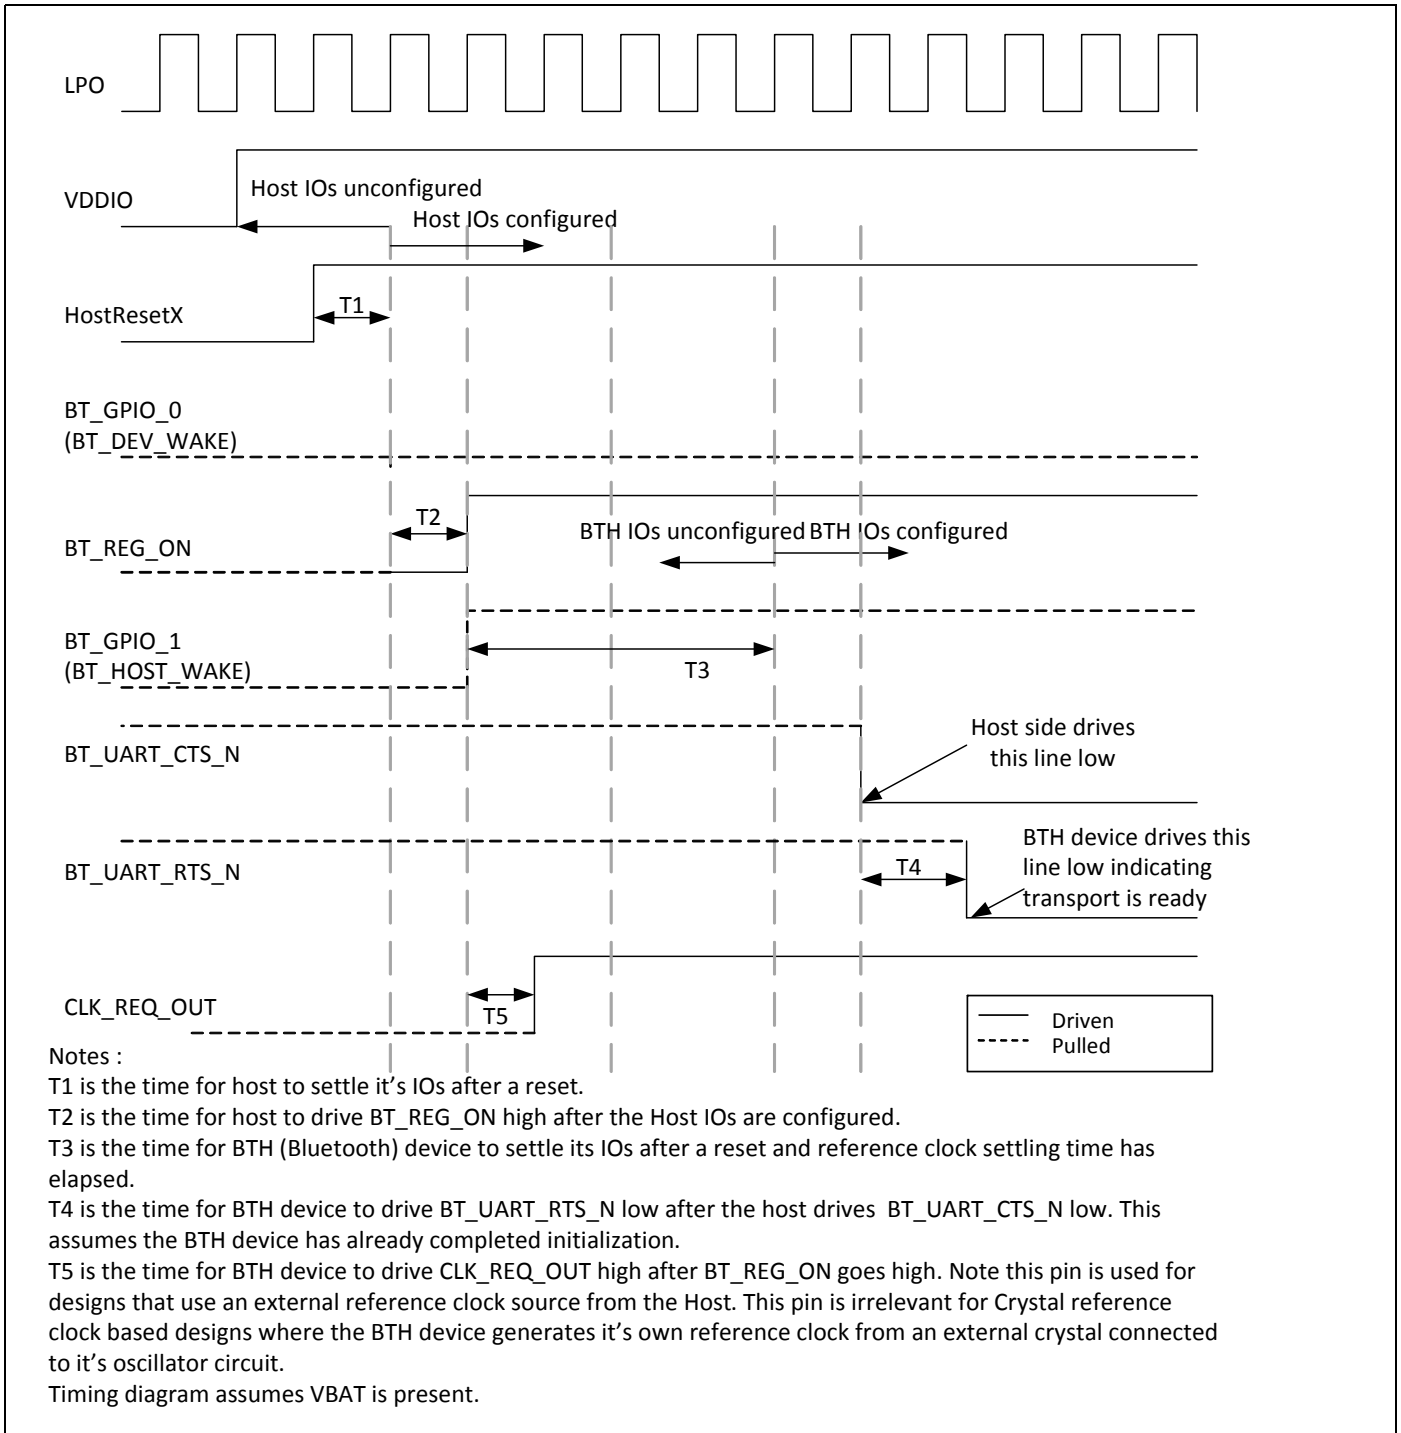 LPO
VDDIO
Host IOs unconfigured
Host IOs configured
HostResetX
T1
BT_GPIO_0
(BT_DEV_WAKE)
T2
BT_REG_ON
BTH IOs unconfigured BTH IOs configured
BT_GPIO_1
(BT_HOST_WAKE)
T3
BT_UART_CTS_N
Host side drives
this line low
BT_UART_RTS_N
T4
BTH device drives this
line low indicating
transport is ready
CLK_REQ_OUT
T5
Driven
Pulled
Notes :
T1 is the time for host to settle it’s IOs after a reset.
T2 is the time for host to drive BT_REG_ON high after the Host IOs are configured.
T3 is the time for BTH (Bluetooth) device to settle its IOs after a reset and reference clock settling time has
elapsed.
T4 is the time for BTH device to drive BT_UART_RTS_N low after the host drives BT_UART_CTS_N low. This
assumes the BTH device has already completed initialization.
T5 is the time for BTH device to drive CLK_REQ_OUT high after BT_REG_ON goes high. Note this pin is used for
designs that use an external reference clock source from the Host. This pin is irrelevant for Crystal reference
clock based designs where the BTH device generates it’s own reference clock from an external crystal connected
to it’s oscillator circuit.
Timing diagram assumes VBAT is present.